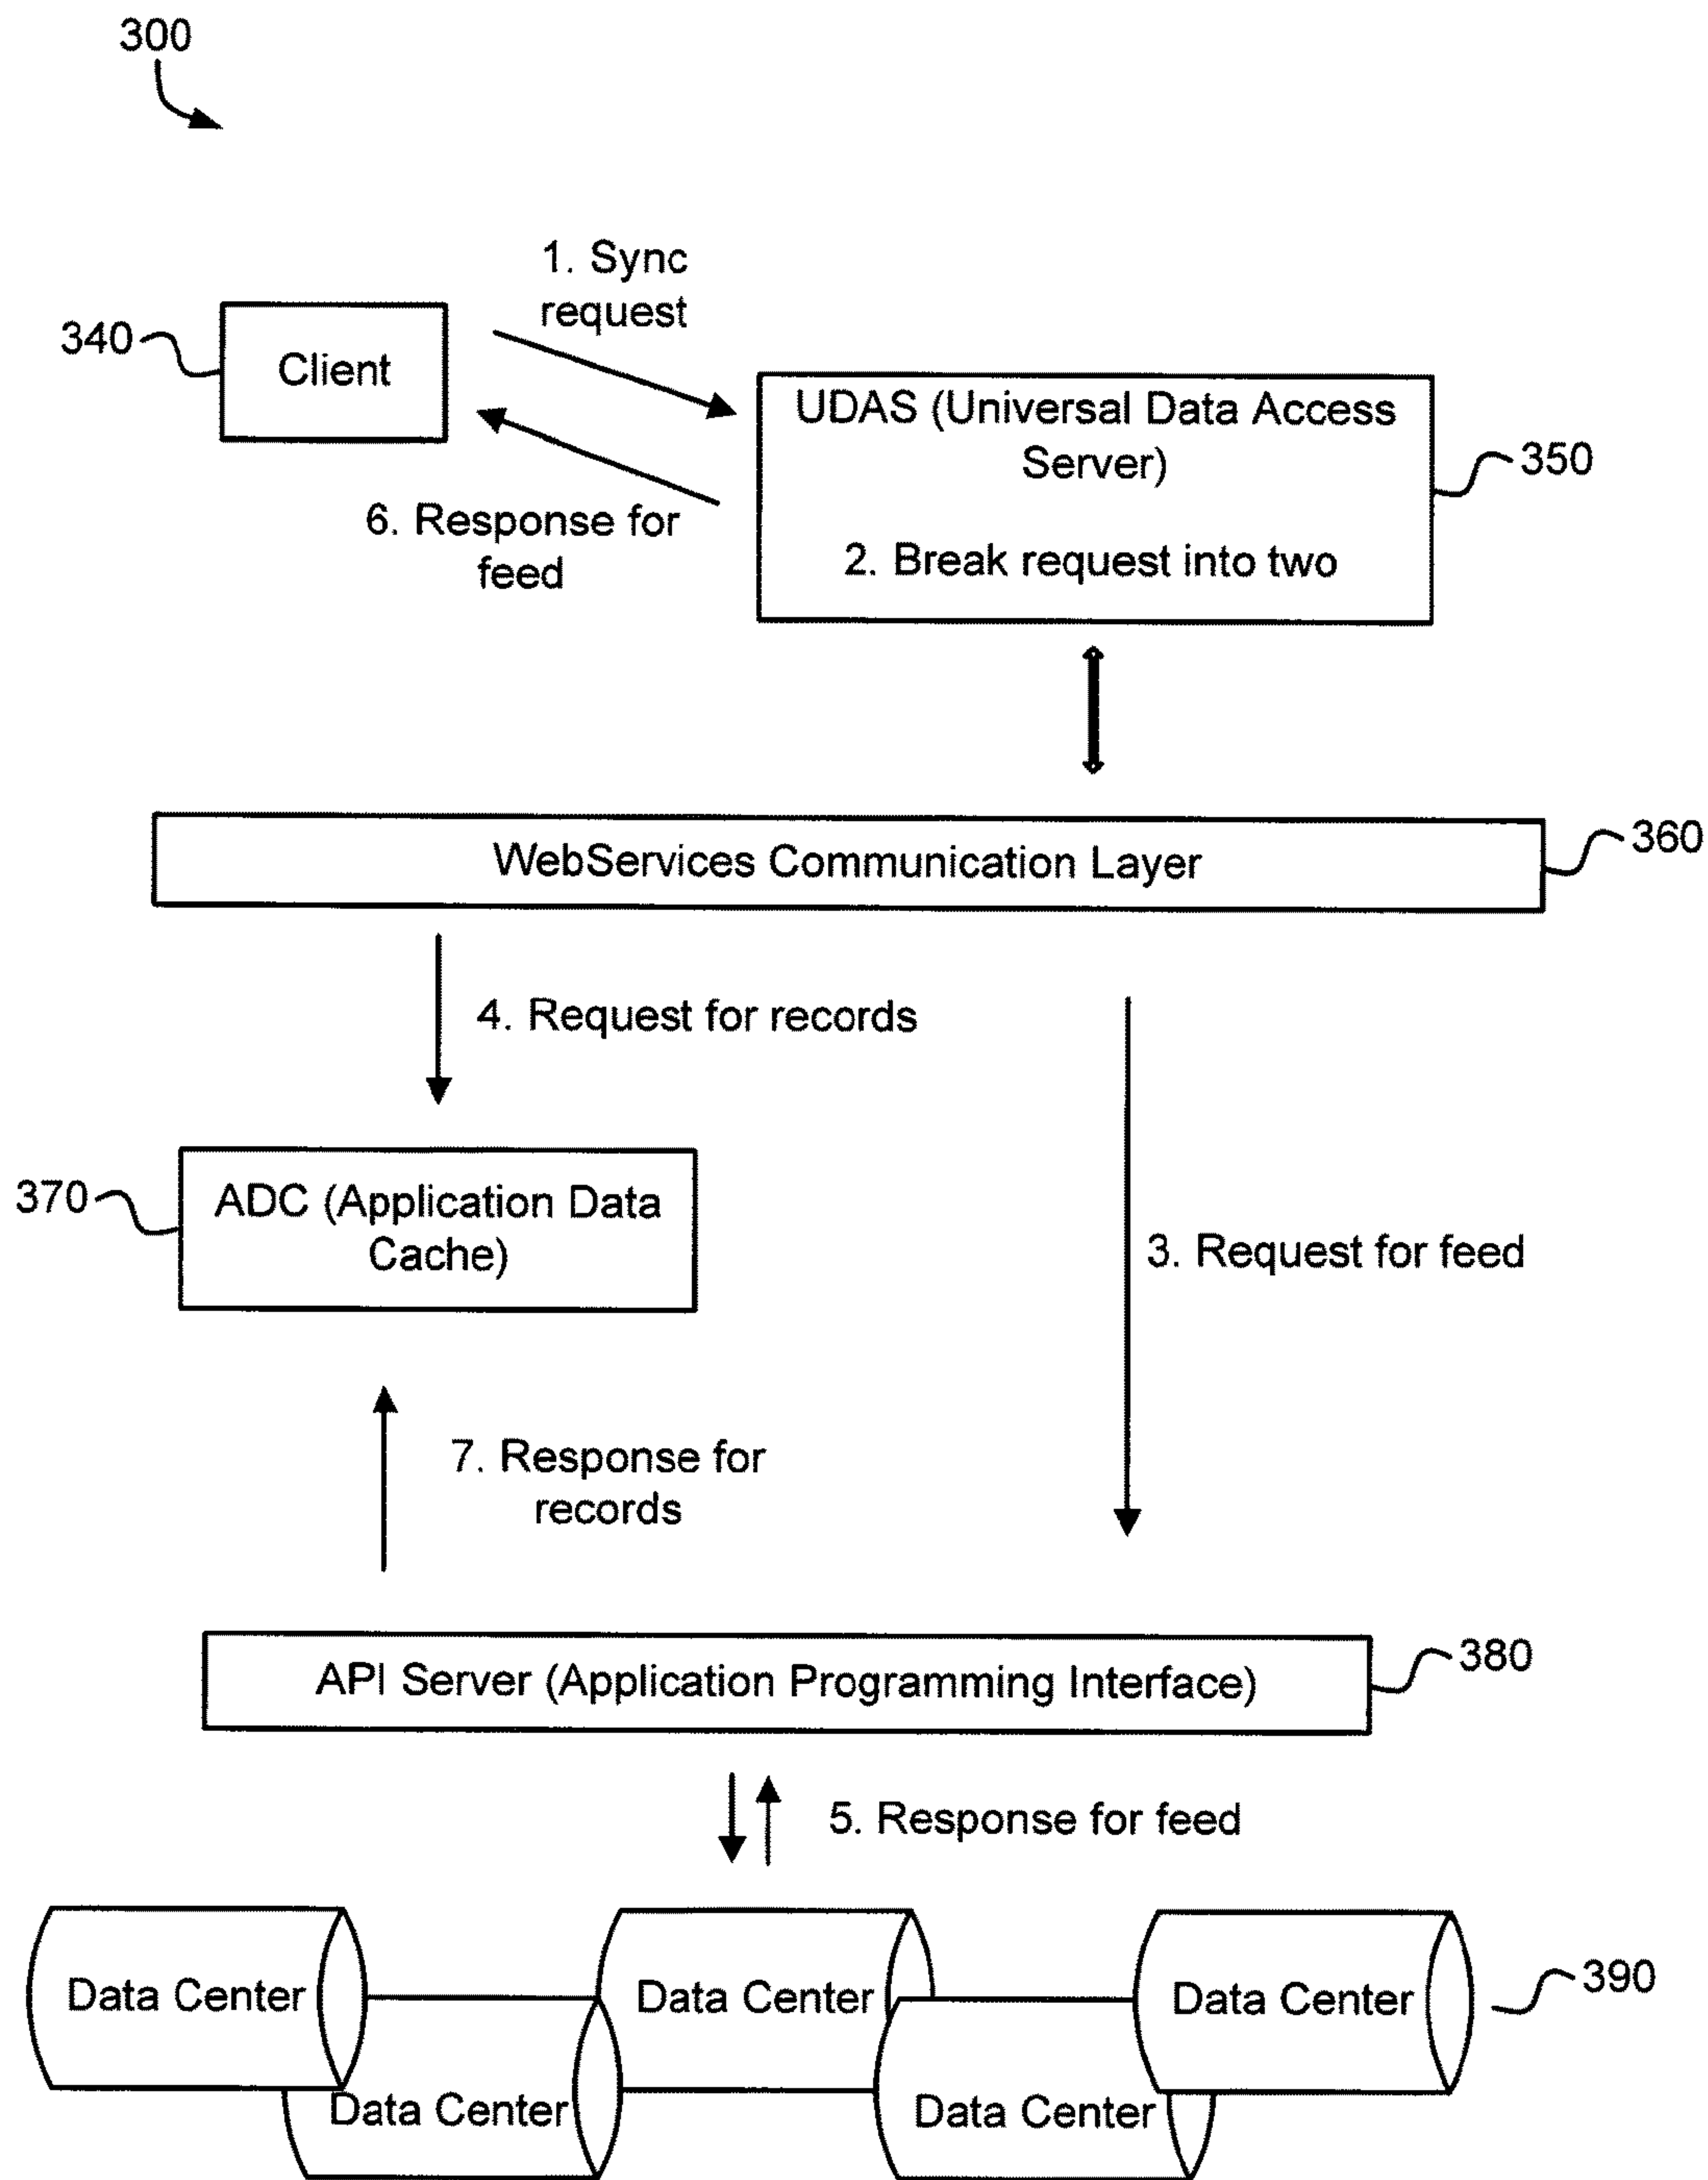 300
1. Sync
request
340
Client
UDAS (Universal Data Access
Server)
350
6. Response for
feed
2. Break request into two
WebServices Communication Layer
360
4. Request for records
370
ADC (Application Data
Cache)
3. Request for feed
7. Response for
records
API Server (Application Programming Interface)
380
5. Response for feed
Data Center
Data Center
Data Center
390
Data Center
Data Center